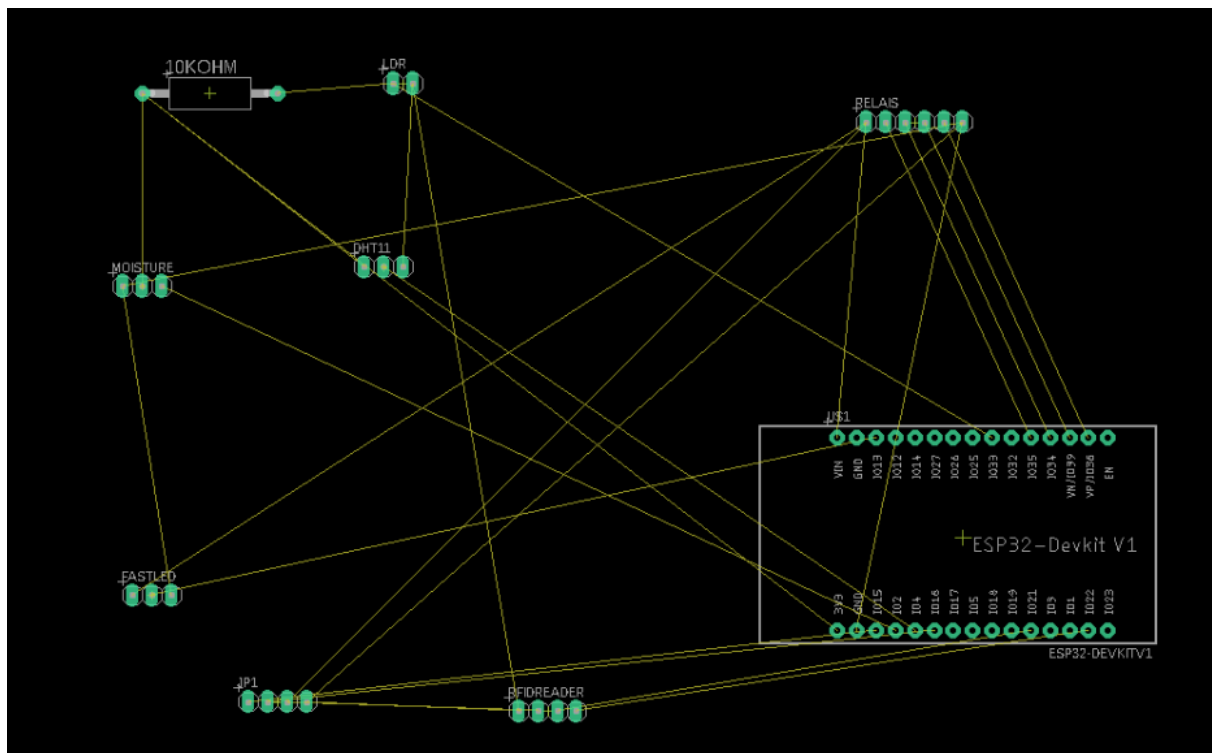 10KOHM
LDR
RELAIS
DHT11
MOISTURE
US1
VIN
GND
IO13
IO12
IO14
IO27
IO26
IO25
IO33
IO32
IO35
IO34
VN/IO39
VP/IO36
EN
ESP32-Devkit V1
FASTLED
3V3
GND
IO15
IO2
IO4
IO16
IO17
IO5
IO18
IO19
IO21
IO3
IO1
IO22
IO23
ESP32-DEVKITV1
JP1
RFIDREADER